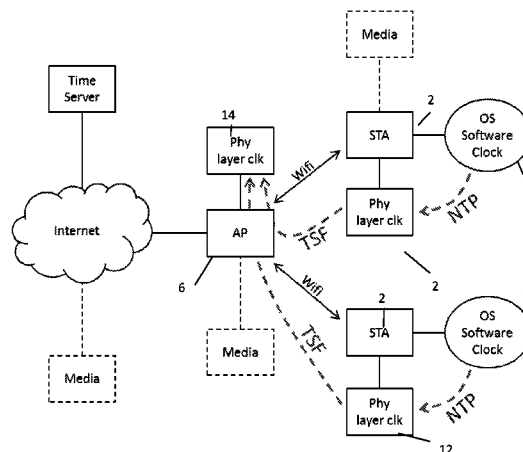 Media
Time
Server
14
Phy
layer clk
Wifi
STA
2
OS
Software
Clock
Phy
layer clk
NTP
TSF
Internet
AP
6
2
Wifi
TSF
2
STA
OS
Software
Clock
Media
Media
Phy
layer clk
NTP
12